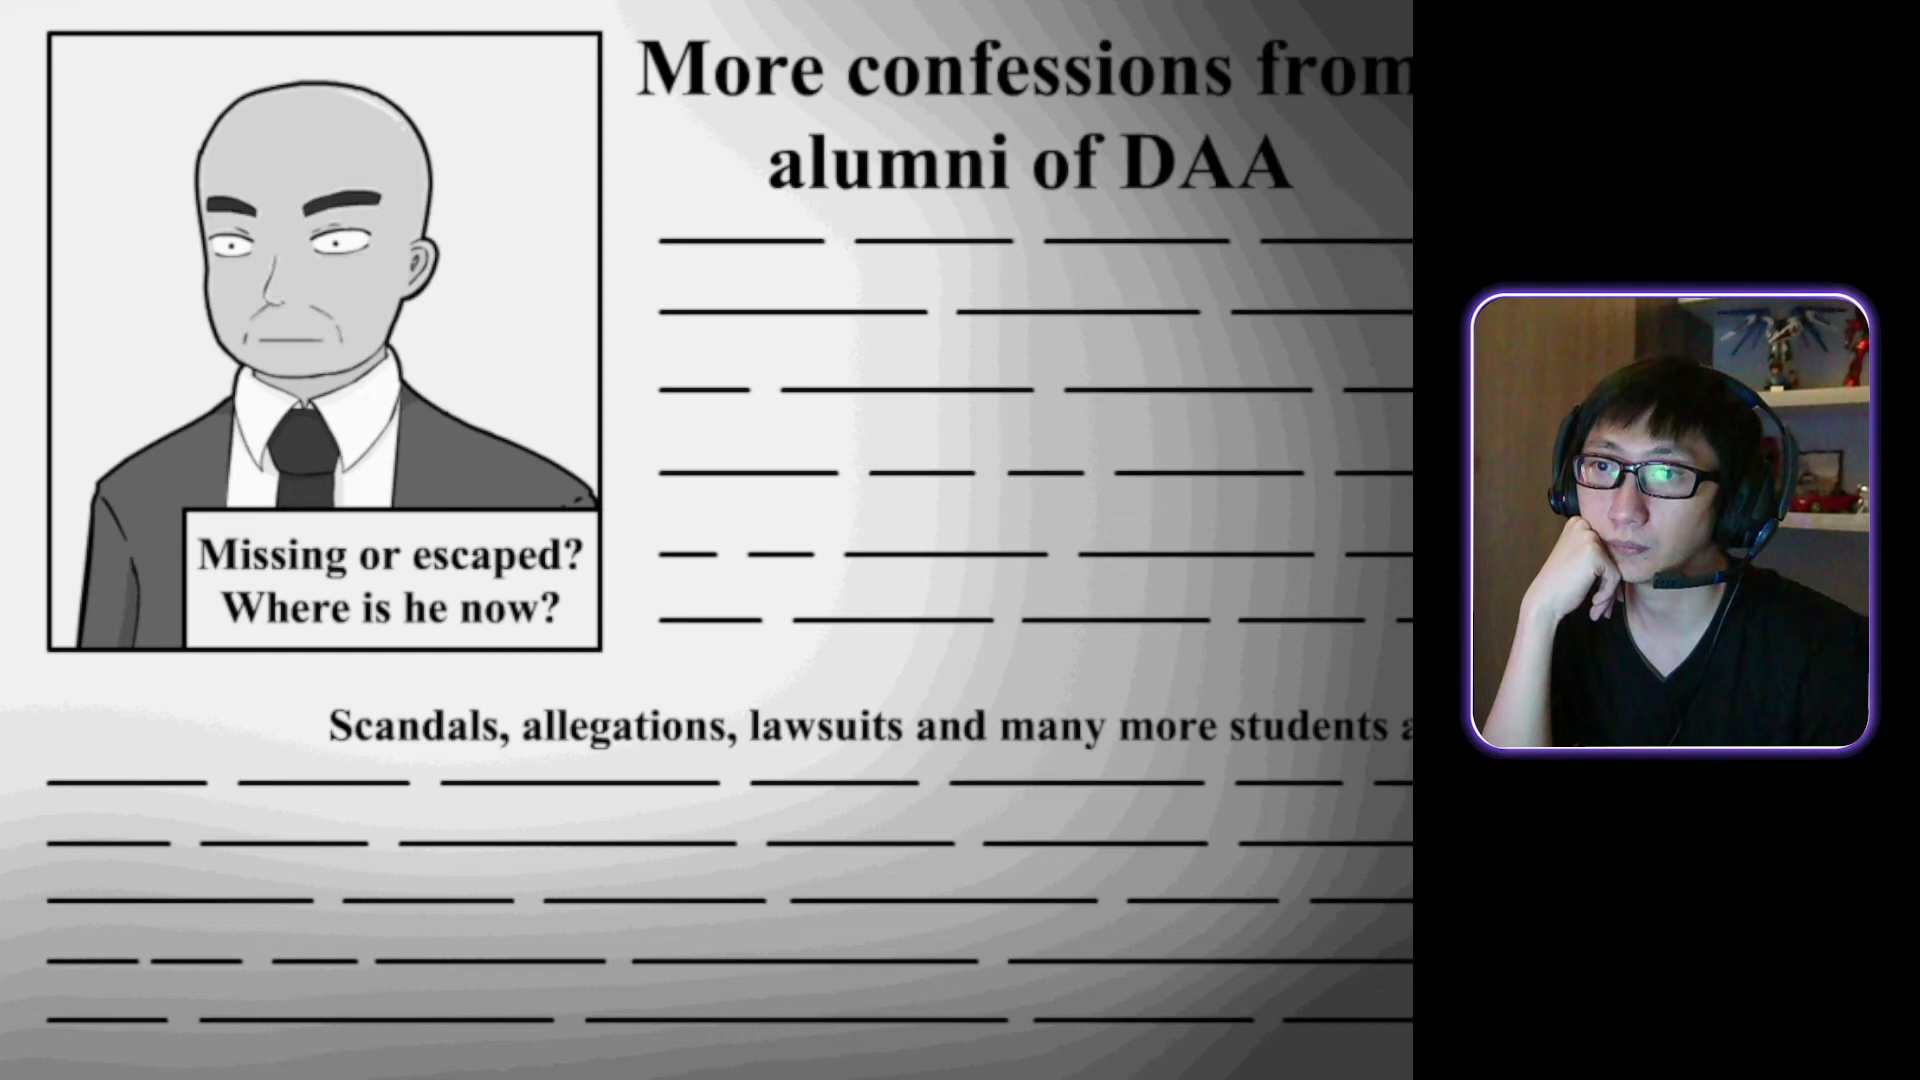 More confessions from
alumni of DAA
Missing or escaped?
Where is he now?
Scandals, allegations, lawsuits and many more students